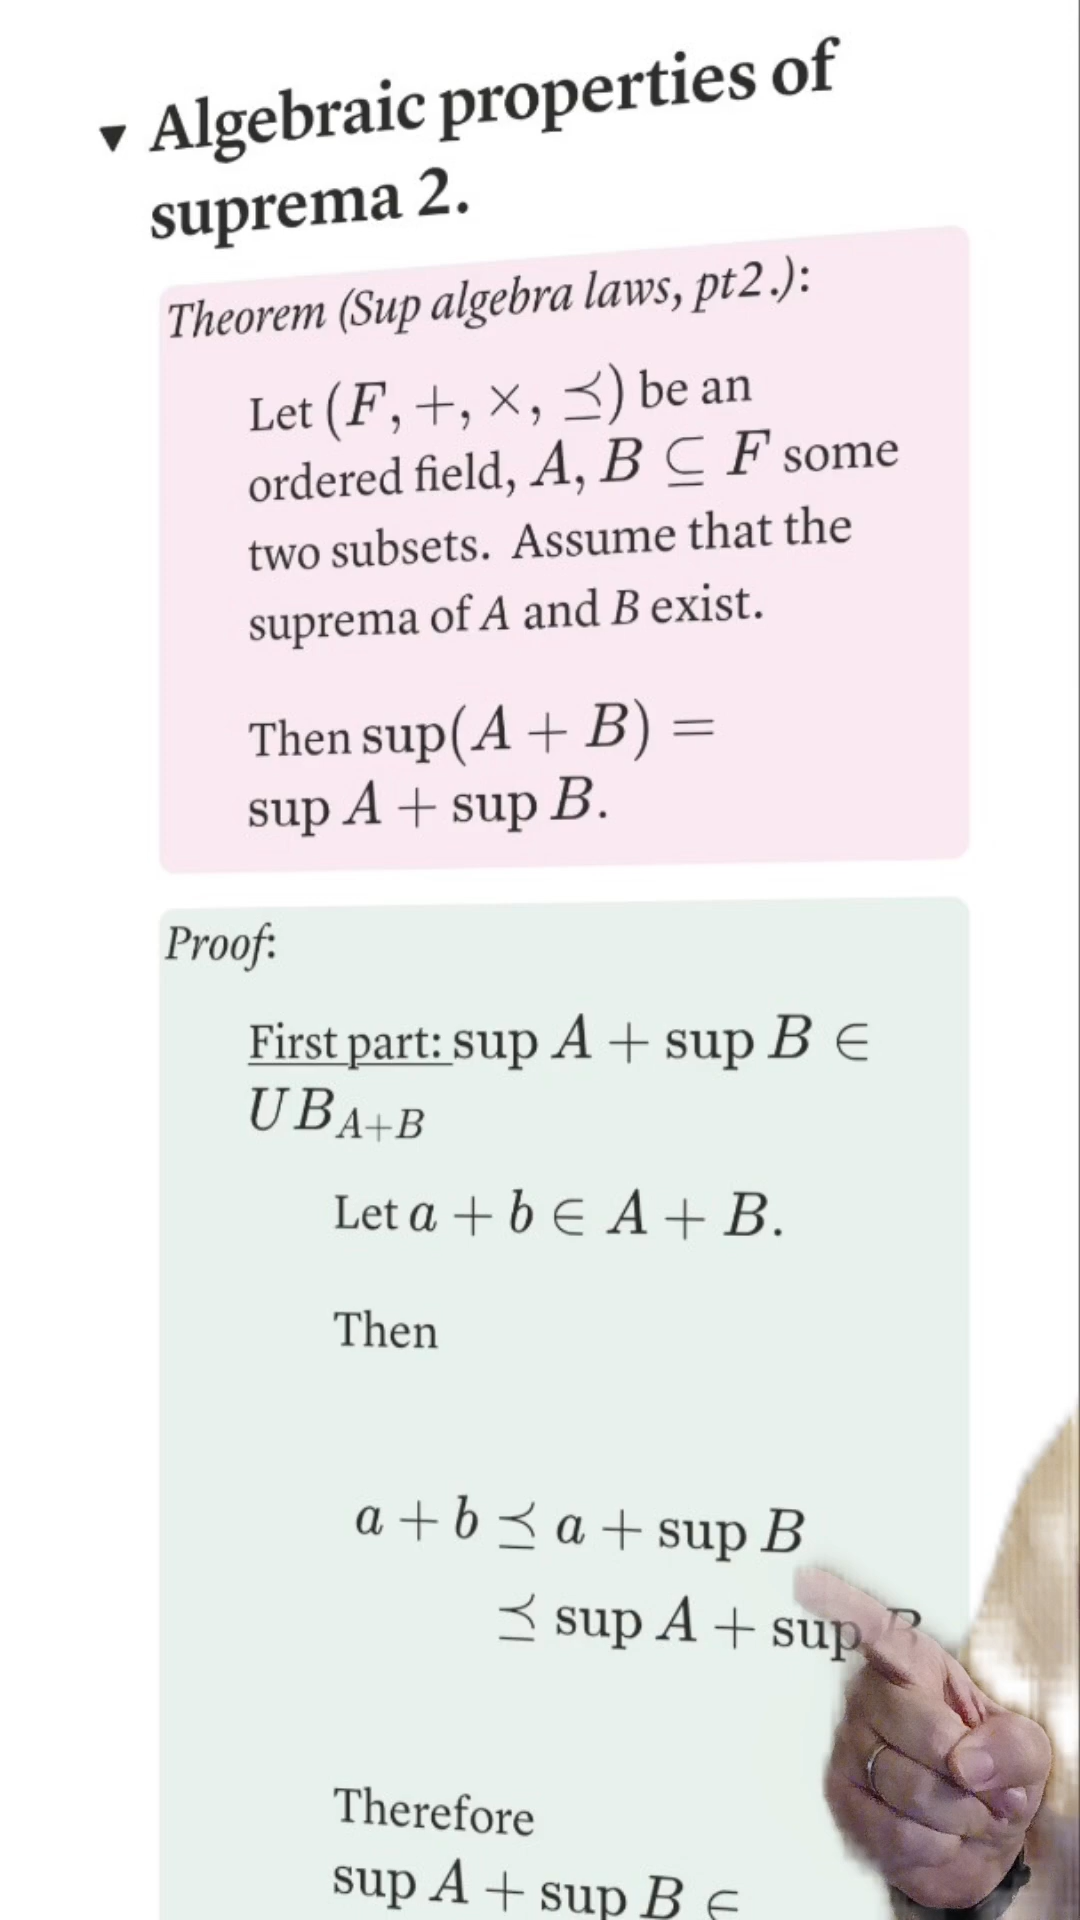 ▼ Algebraic properties of
suprema 2.
Theorem (Sup algebra laws, pt2.):
Let (F, +, ×, ⪯) be an
ordered field, A, B ⊆ F some
two subsets. Assume that the
suprema of A and B exist.
Then sup(A + B) =
sup A + sup B.
Proof:
First part: sup A + sup B ∈
UB_{A+B}
Let a + b ∈ A + B.
Then
a + b ⪯ a + sup B
⪯ sup A + sup B
Therefore
sup A + sup B ∈